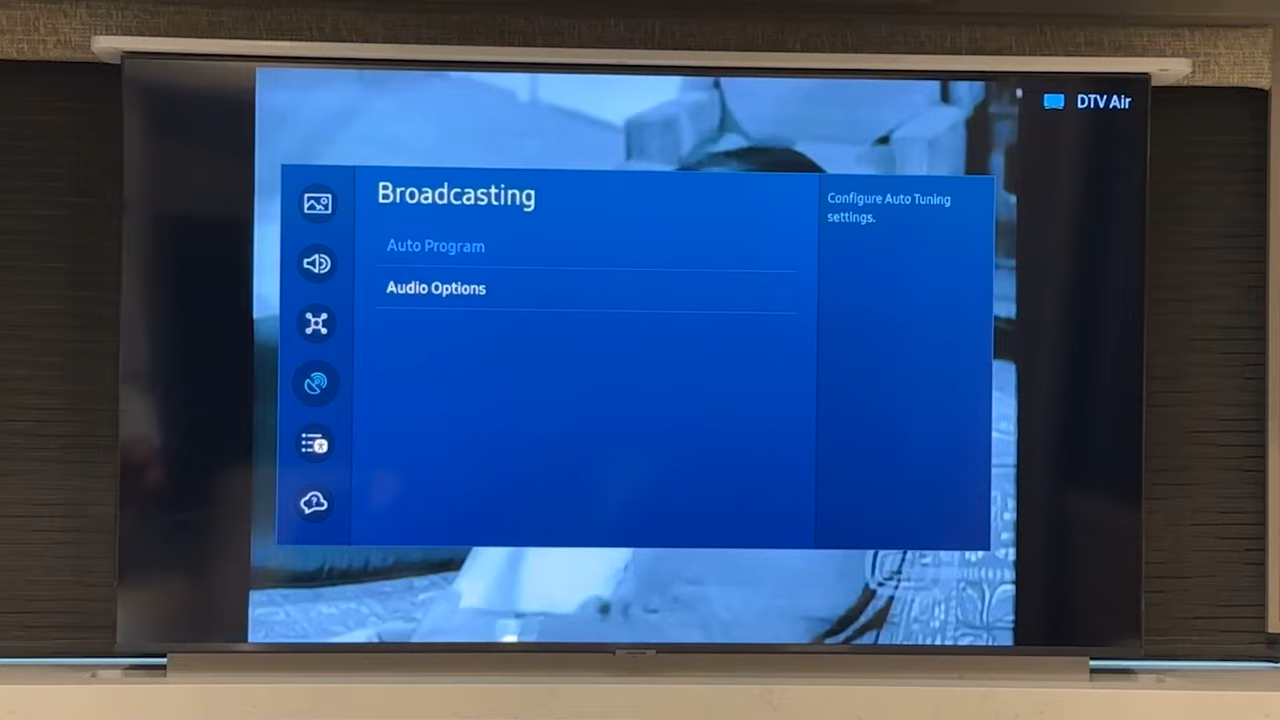 DTV Air
Broadcasting
Auto Program
Audio Options
Configure Auto Tuning
settings.